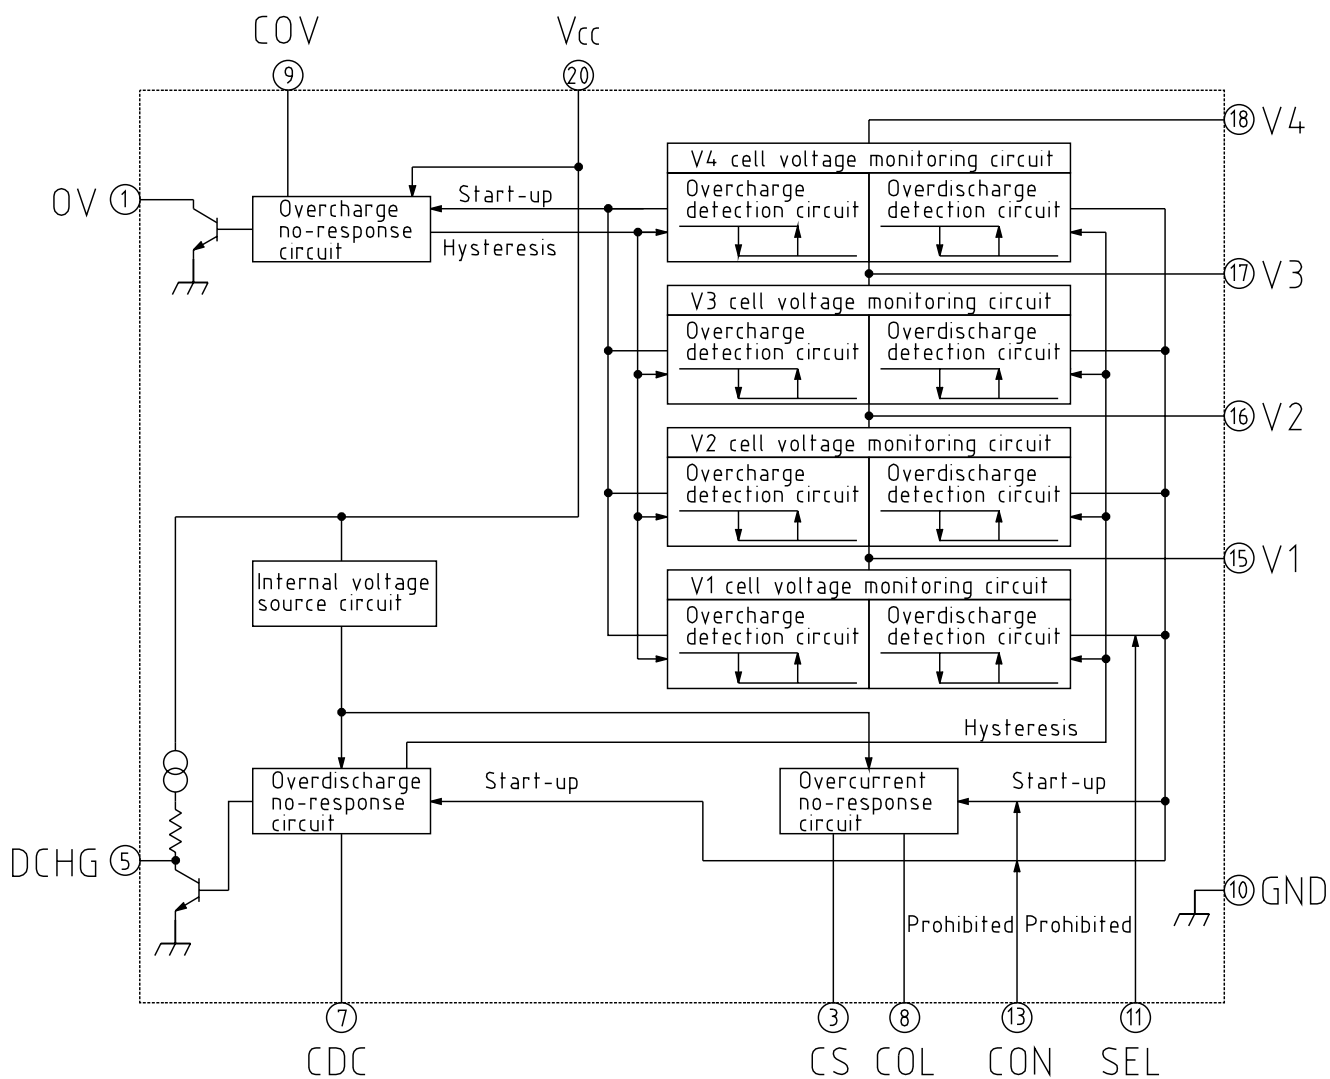 COV
Vcc
9
20
18 V4
V4 cell voltage monitoring circuit
OV 1
Start-up
Overcharge
no-response
circuit
Hysteresis
Overcharge
detection circuit
Overdischarge
detection circuit
17 V3
V3 cell voltage monitoring circuit
Overcharge
detection circuit
Overdischarge
detection circuit
16 V2
V2 cell voltage monitoring circuit
Overcharge
detection circuit
Overdischarge
detection circuit
15 V1
Internal voltage
source circuit
V1 cell voltage monitoring circuit
Overcharge
detection circuit
Overdischarge
detection circuit
Hysteresis
Overdischarge
no-response
circuit
Start-up
Overcurrent
no-response
circuit
Start-up
DCHG 5
10 GND
Prohibited
Prohibited
7
3
8
13
11
CDC
CS
COL
CON
SEL